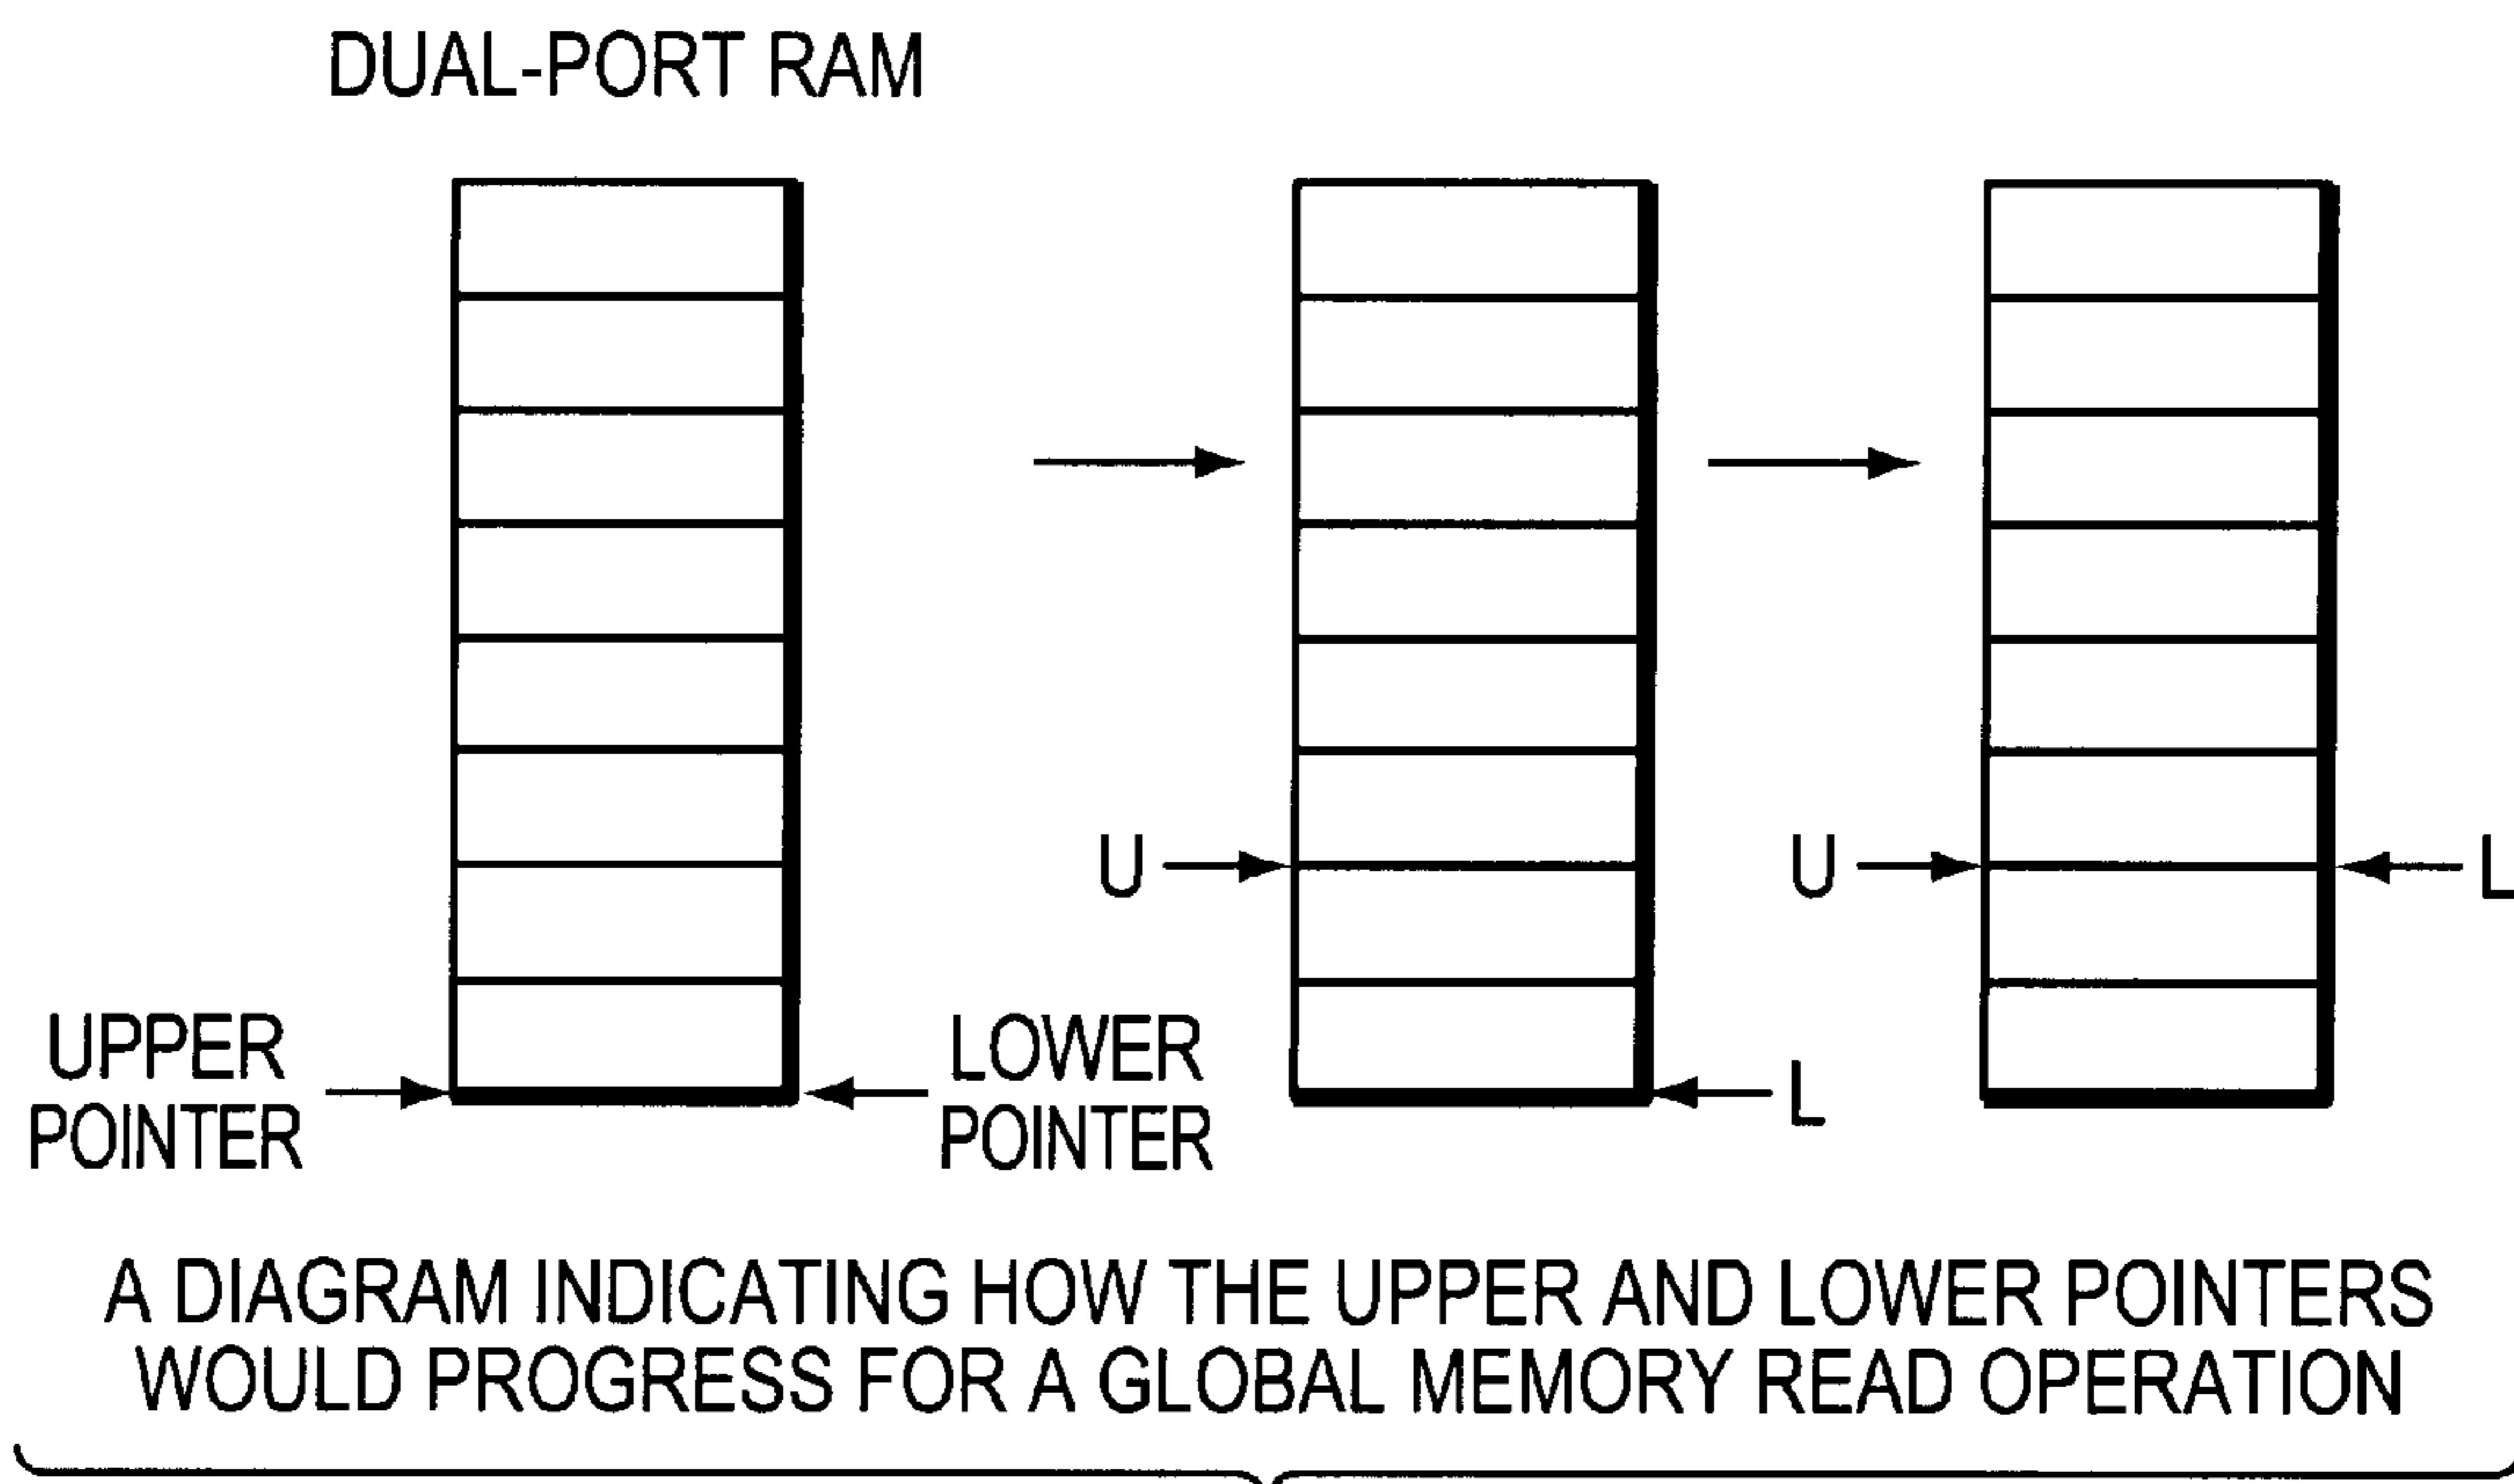 DUAL-PORT RAM
U
U
L
UPPER
POINTER
LOWER
POINTER
L
A DIAGRAM INDICATING HOW THE UPPER AND LOWER POINTERS
WOULD PROGRESS FOR A GLOBAL MEMORY READ OPERATION